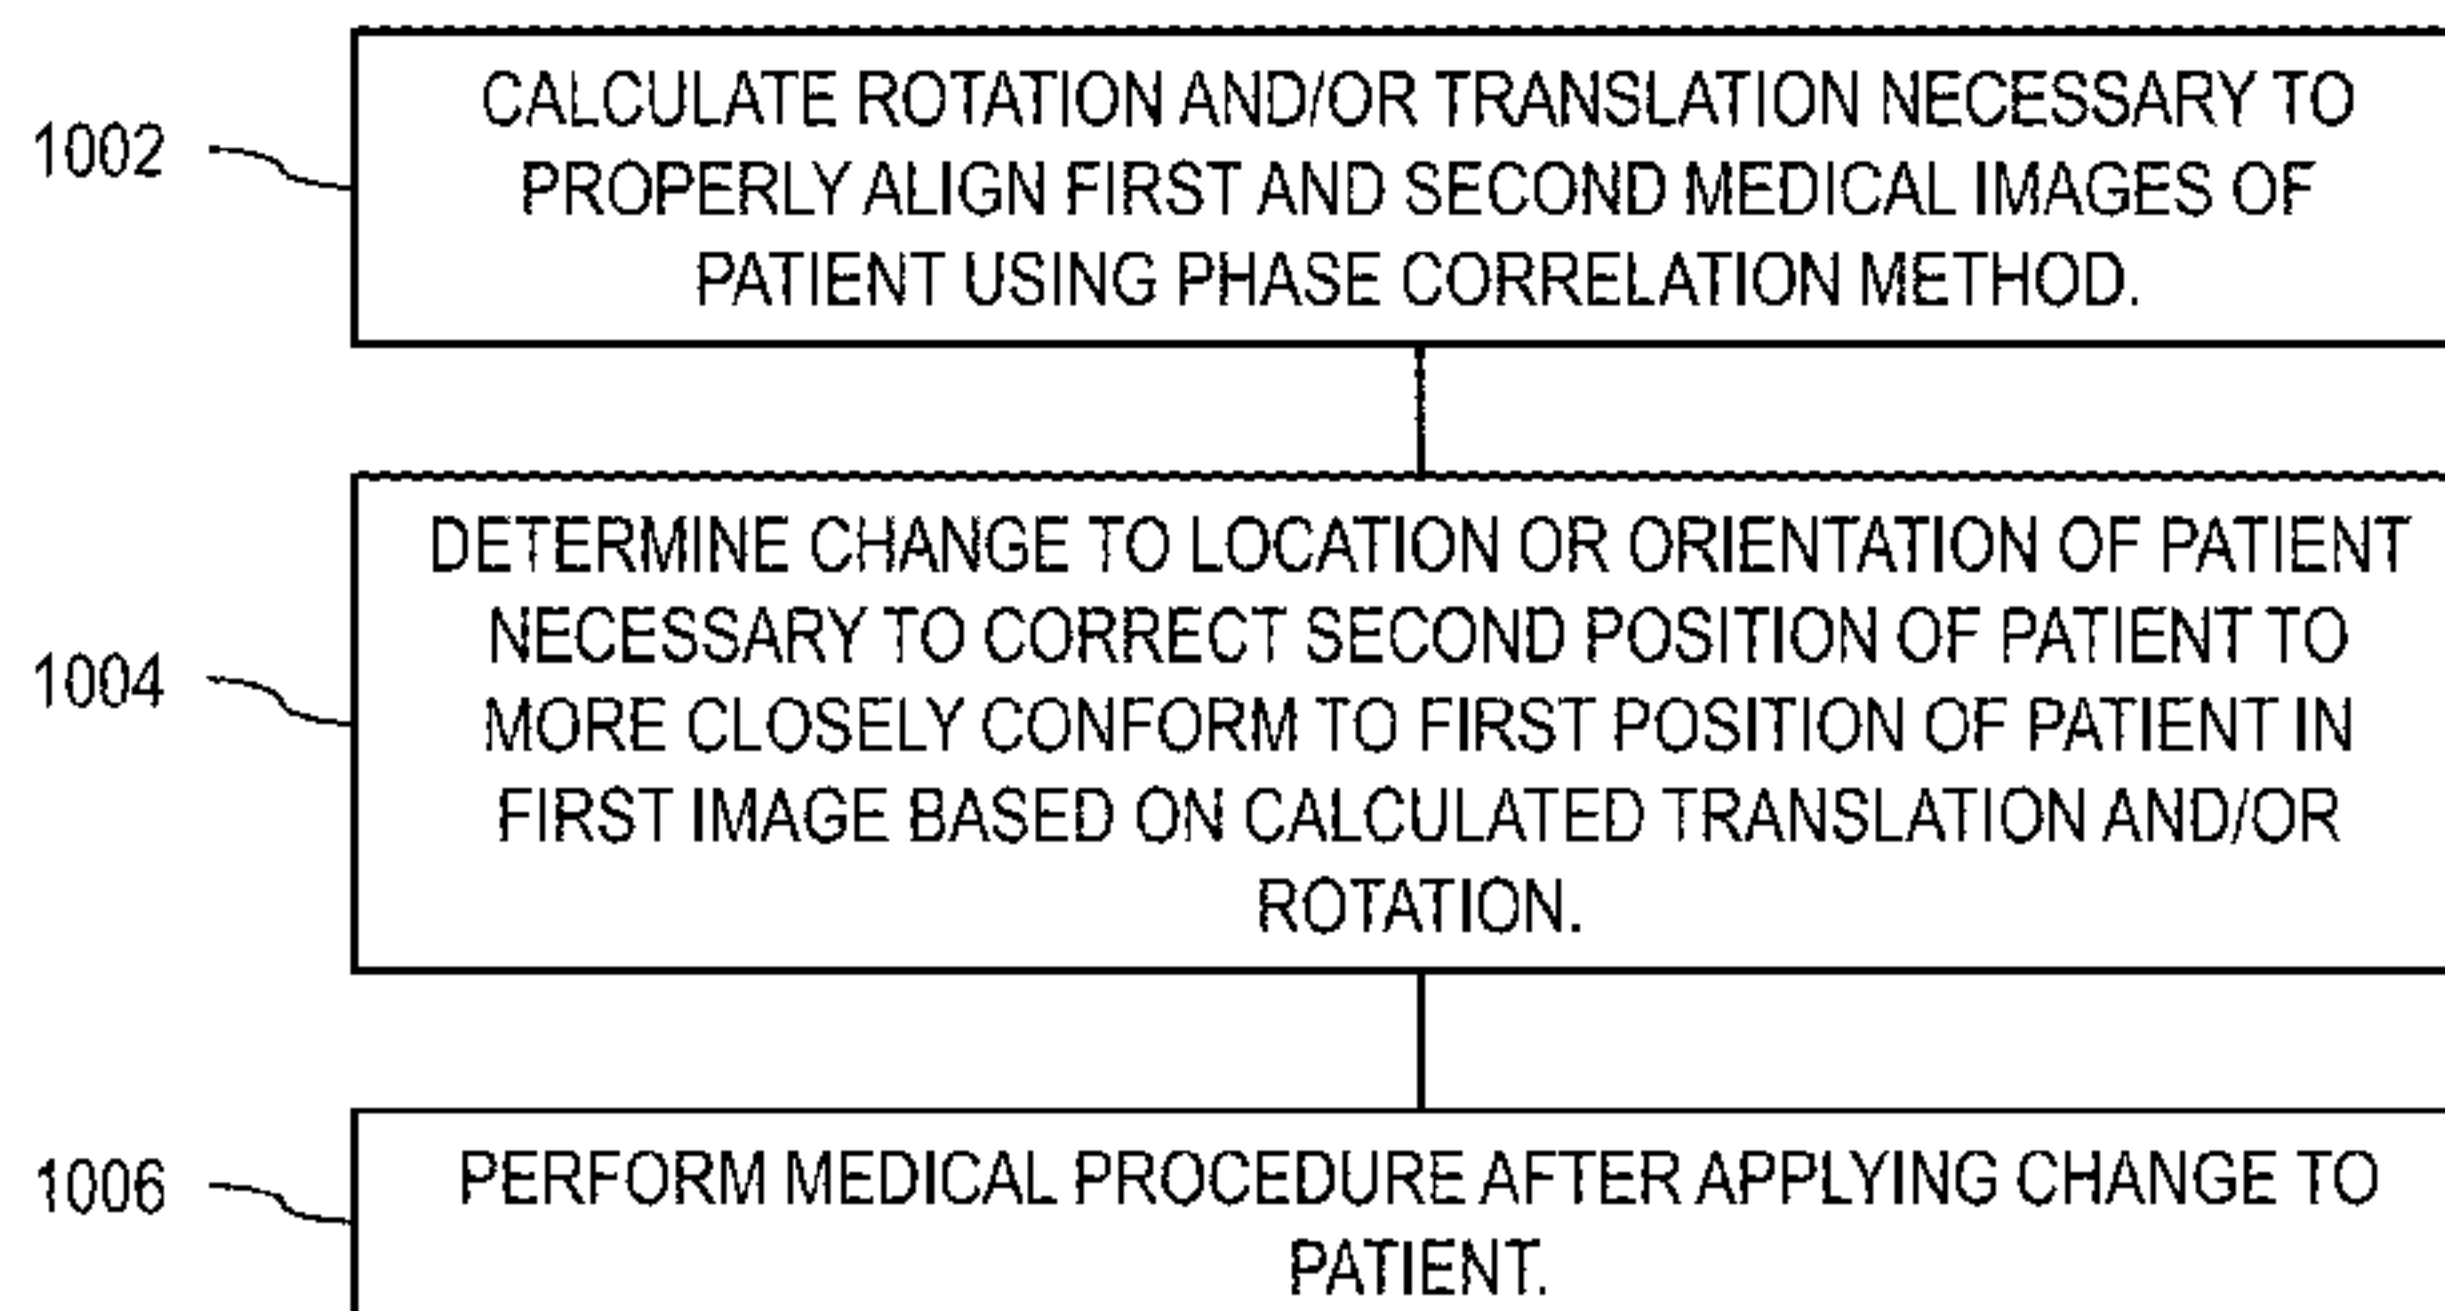 1002
CALCULATE ROTATION AND/OR TRANSLATION NECESSARY TO
PROPERLY ALIGN FIRST AND SECOND MEDICAL IMAGES OF
PATIENT USING PHASE CORRELATION METHOD.
1004
DETERMINE CHANGE TO LOCATION OR ORIENTATION OF PATIENT
NECESSARY TO CORRECT SECOND POSITION OF PATIENT TO
MORE CLOSELY CONFORM TO FIRST POSITION OF PATIENT IN
FIRST IMAGE BASED ON CALCULATED TRANSLATION AND/OR
ROTATION.
1006
PERFORM MEDICAL PROCEDURE AFTER APPLYING CHANGE TO
PATIENT.